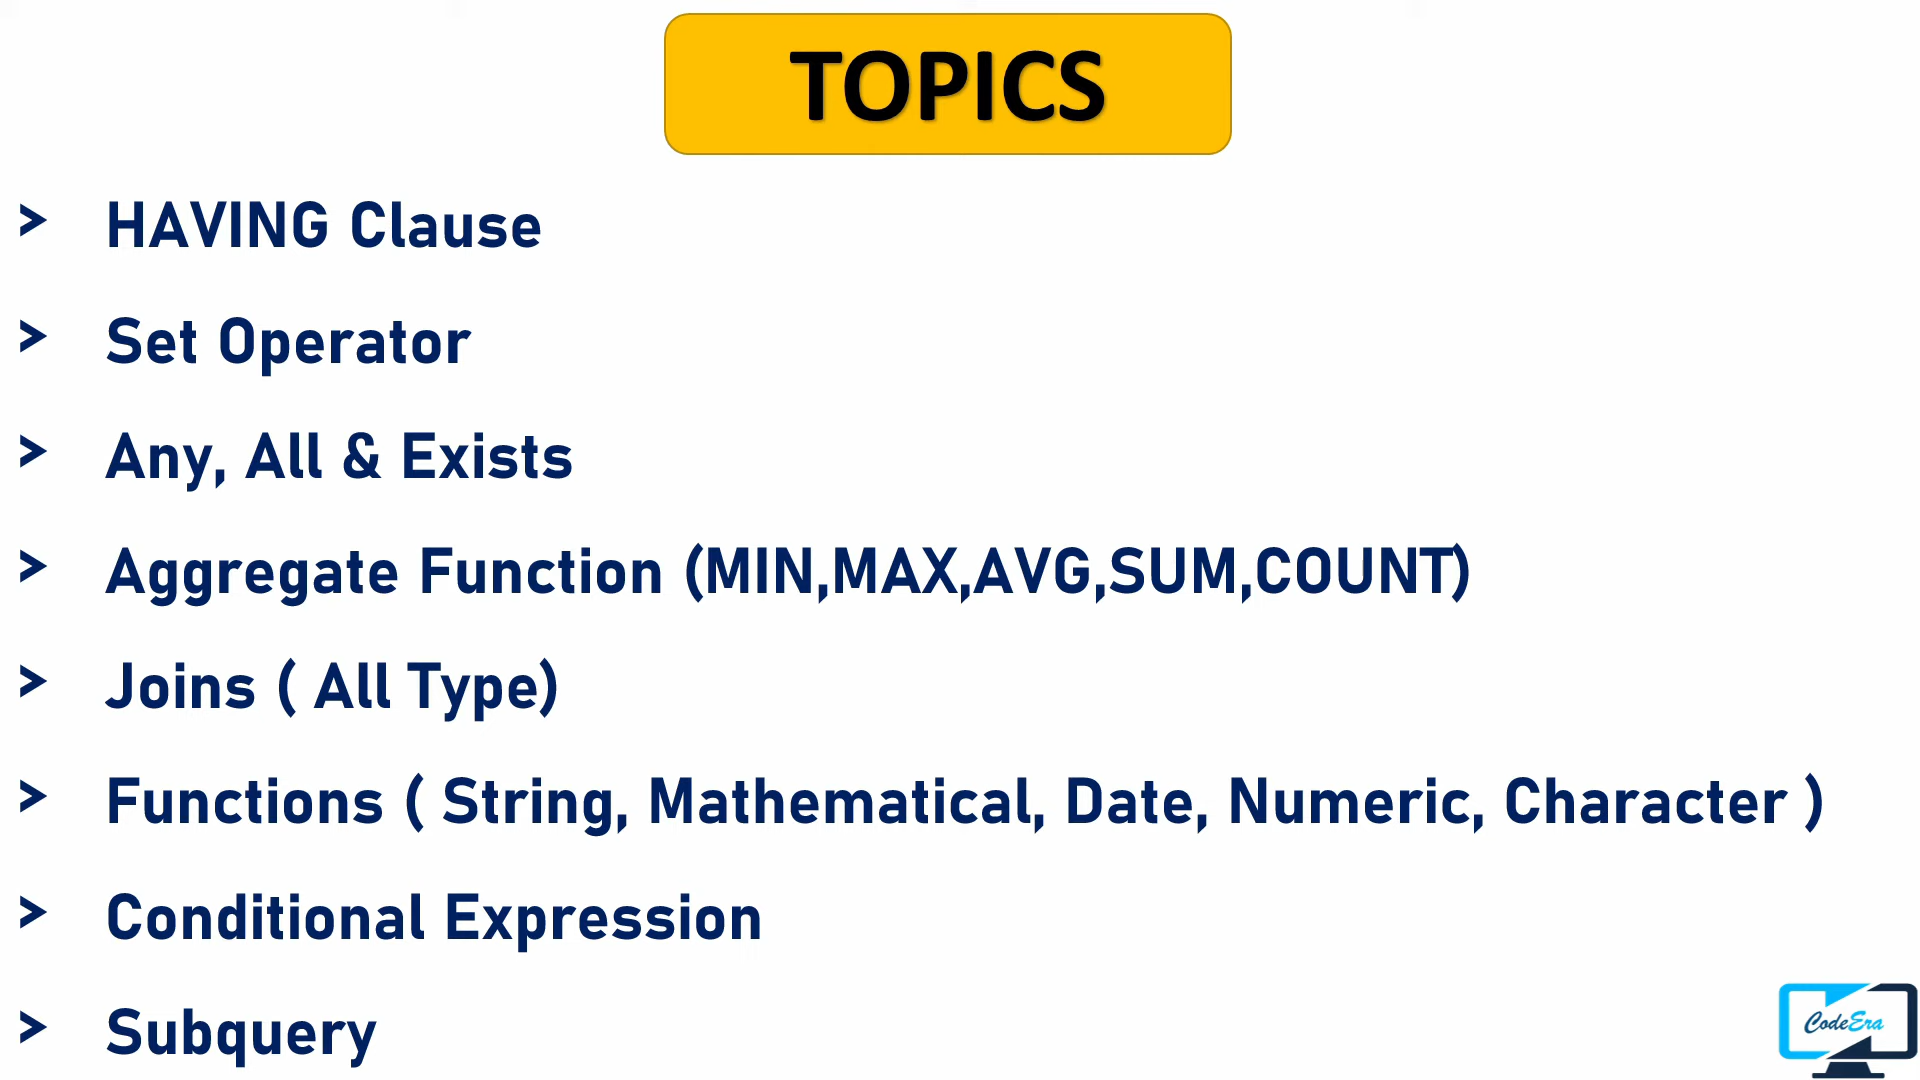 TOPICS
> HAVING Clause
> Set Operator
> Any, All & Exists
> Aggregate Function (MIN,MAX,AVG,SUM,COUNT)
> Joins ( All Type)
> Functions ( String, Mathematical, Date, Numeric, Character )
> Conditional Expression
> Subquery
CodeEra